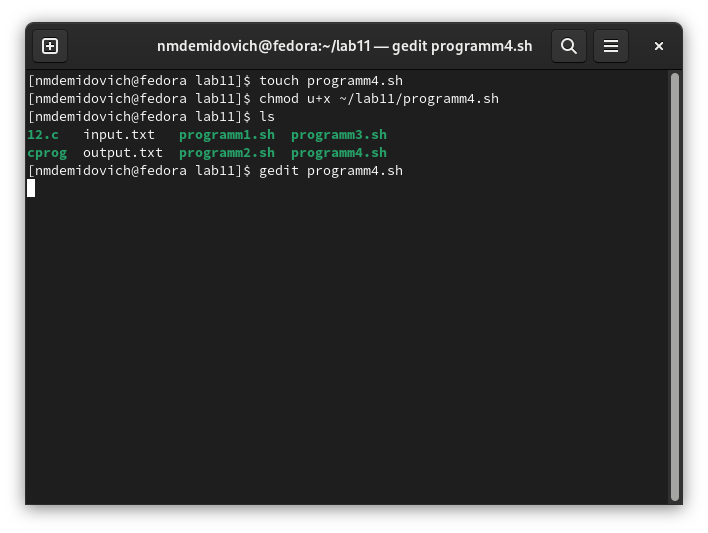 nmdemidovich@fedora:~/lab11 — gedit programm4.sh
[nmdemidovich@fedora lab11]$ touch programm4.sh
[nmdemidovich@fedora lab11]$ chmod u+x ~/lab11/programm4.sh
[nmdemidovich@fedora lab11]$ ls
12.c   input.txt   programm1.sh  programm3.sh
cprog  output.txt  programm2.sh  programm4.sh
[nmdemidovich@fedora lab11]$ gedit programm4.sh